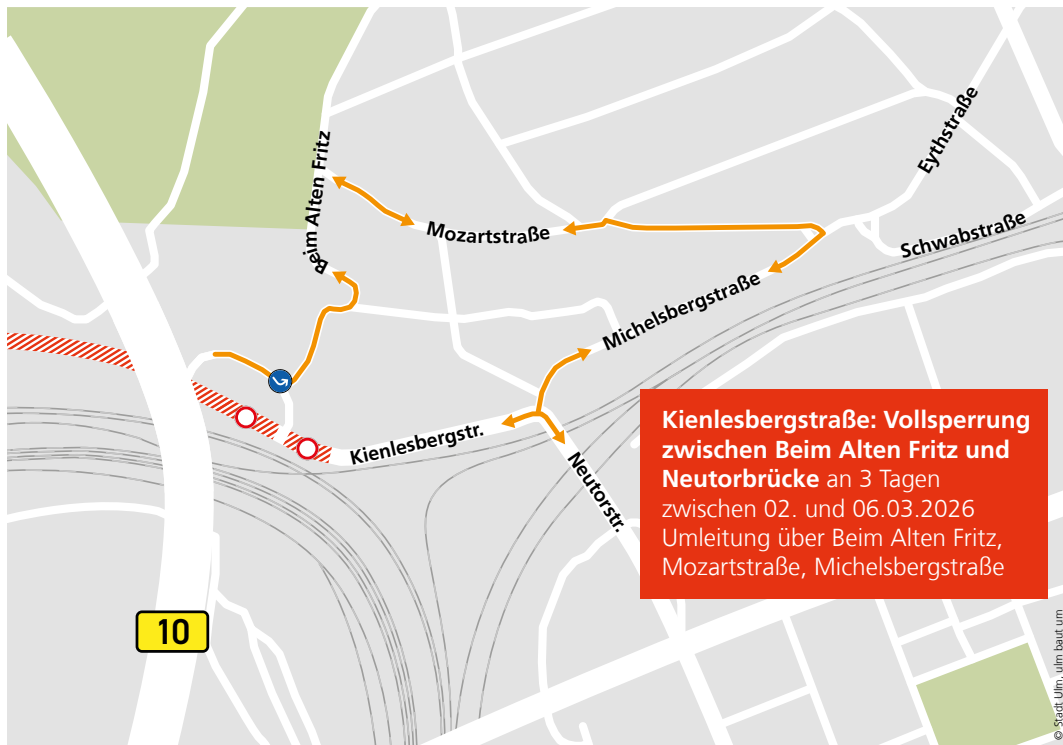 Eythstraße
Beim Alten Fritz
Mozartstraße
Schwabstraße
Michelsbergstraße
Kienlesbergstr.
Neutorstr.
Kienlesbergstraße: Vollsperrung
zwischen Beim Alten Fritz und
Neutorbrücke an 3 Tagen
zwischen 02. und 06.03.2026
Umleitung über Beim Alten Fritz,
Mozartstraße, Michelsbergstraße
10
© Stadt Ulm, ulm baut um